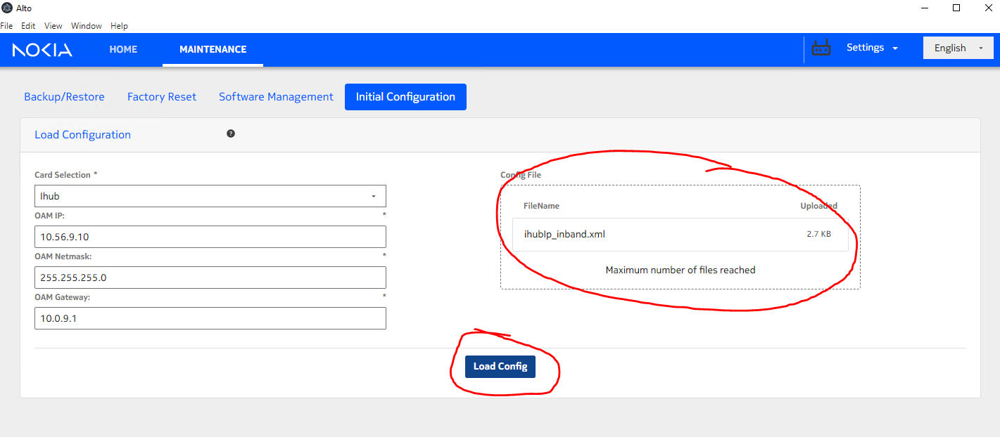 Alto
File Edit View Window Help
NOKIA HOME MAINTENANCE Settings English
Backup/Restore Factory Reset Software Management Initial Configuration
Load Configuration ?
Card Selection *
Ihub
OAM IP: *
10.56.9.10
OAM Netmask: *
255.255.255.0
OAM Gateway: *
10.0.9.1
Config File
FileName Uploaded
ihubIp_inband.xml 2.7 KB
Maximum number of files reached
Load Config